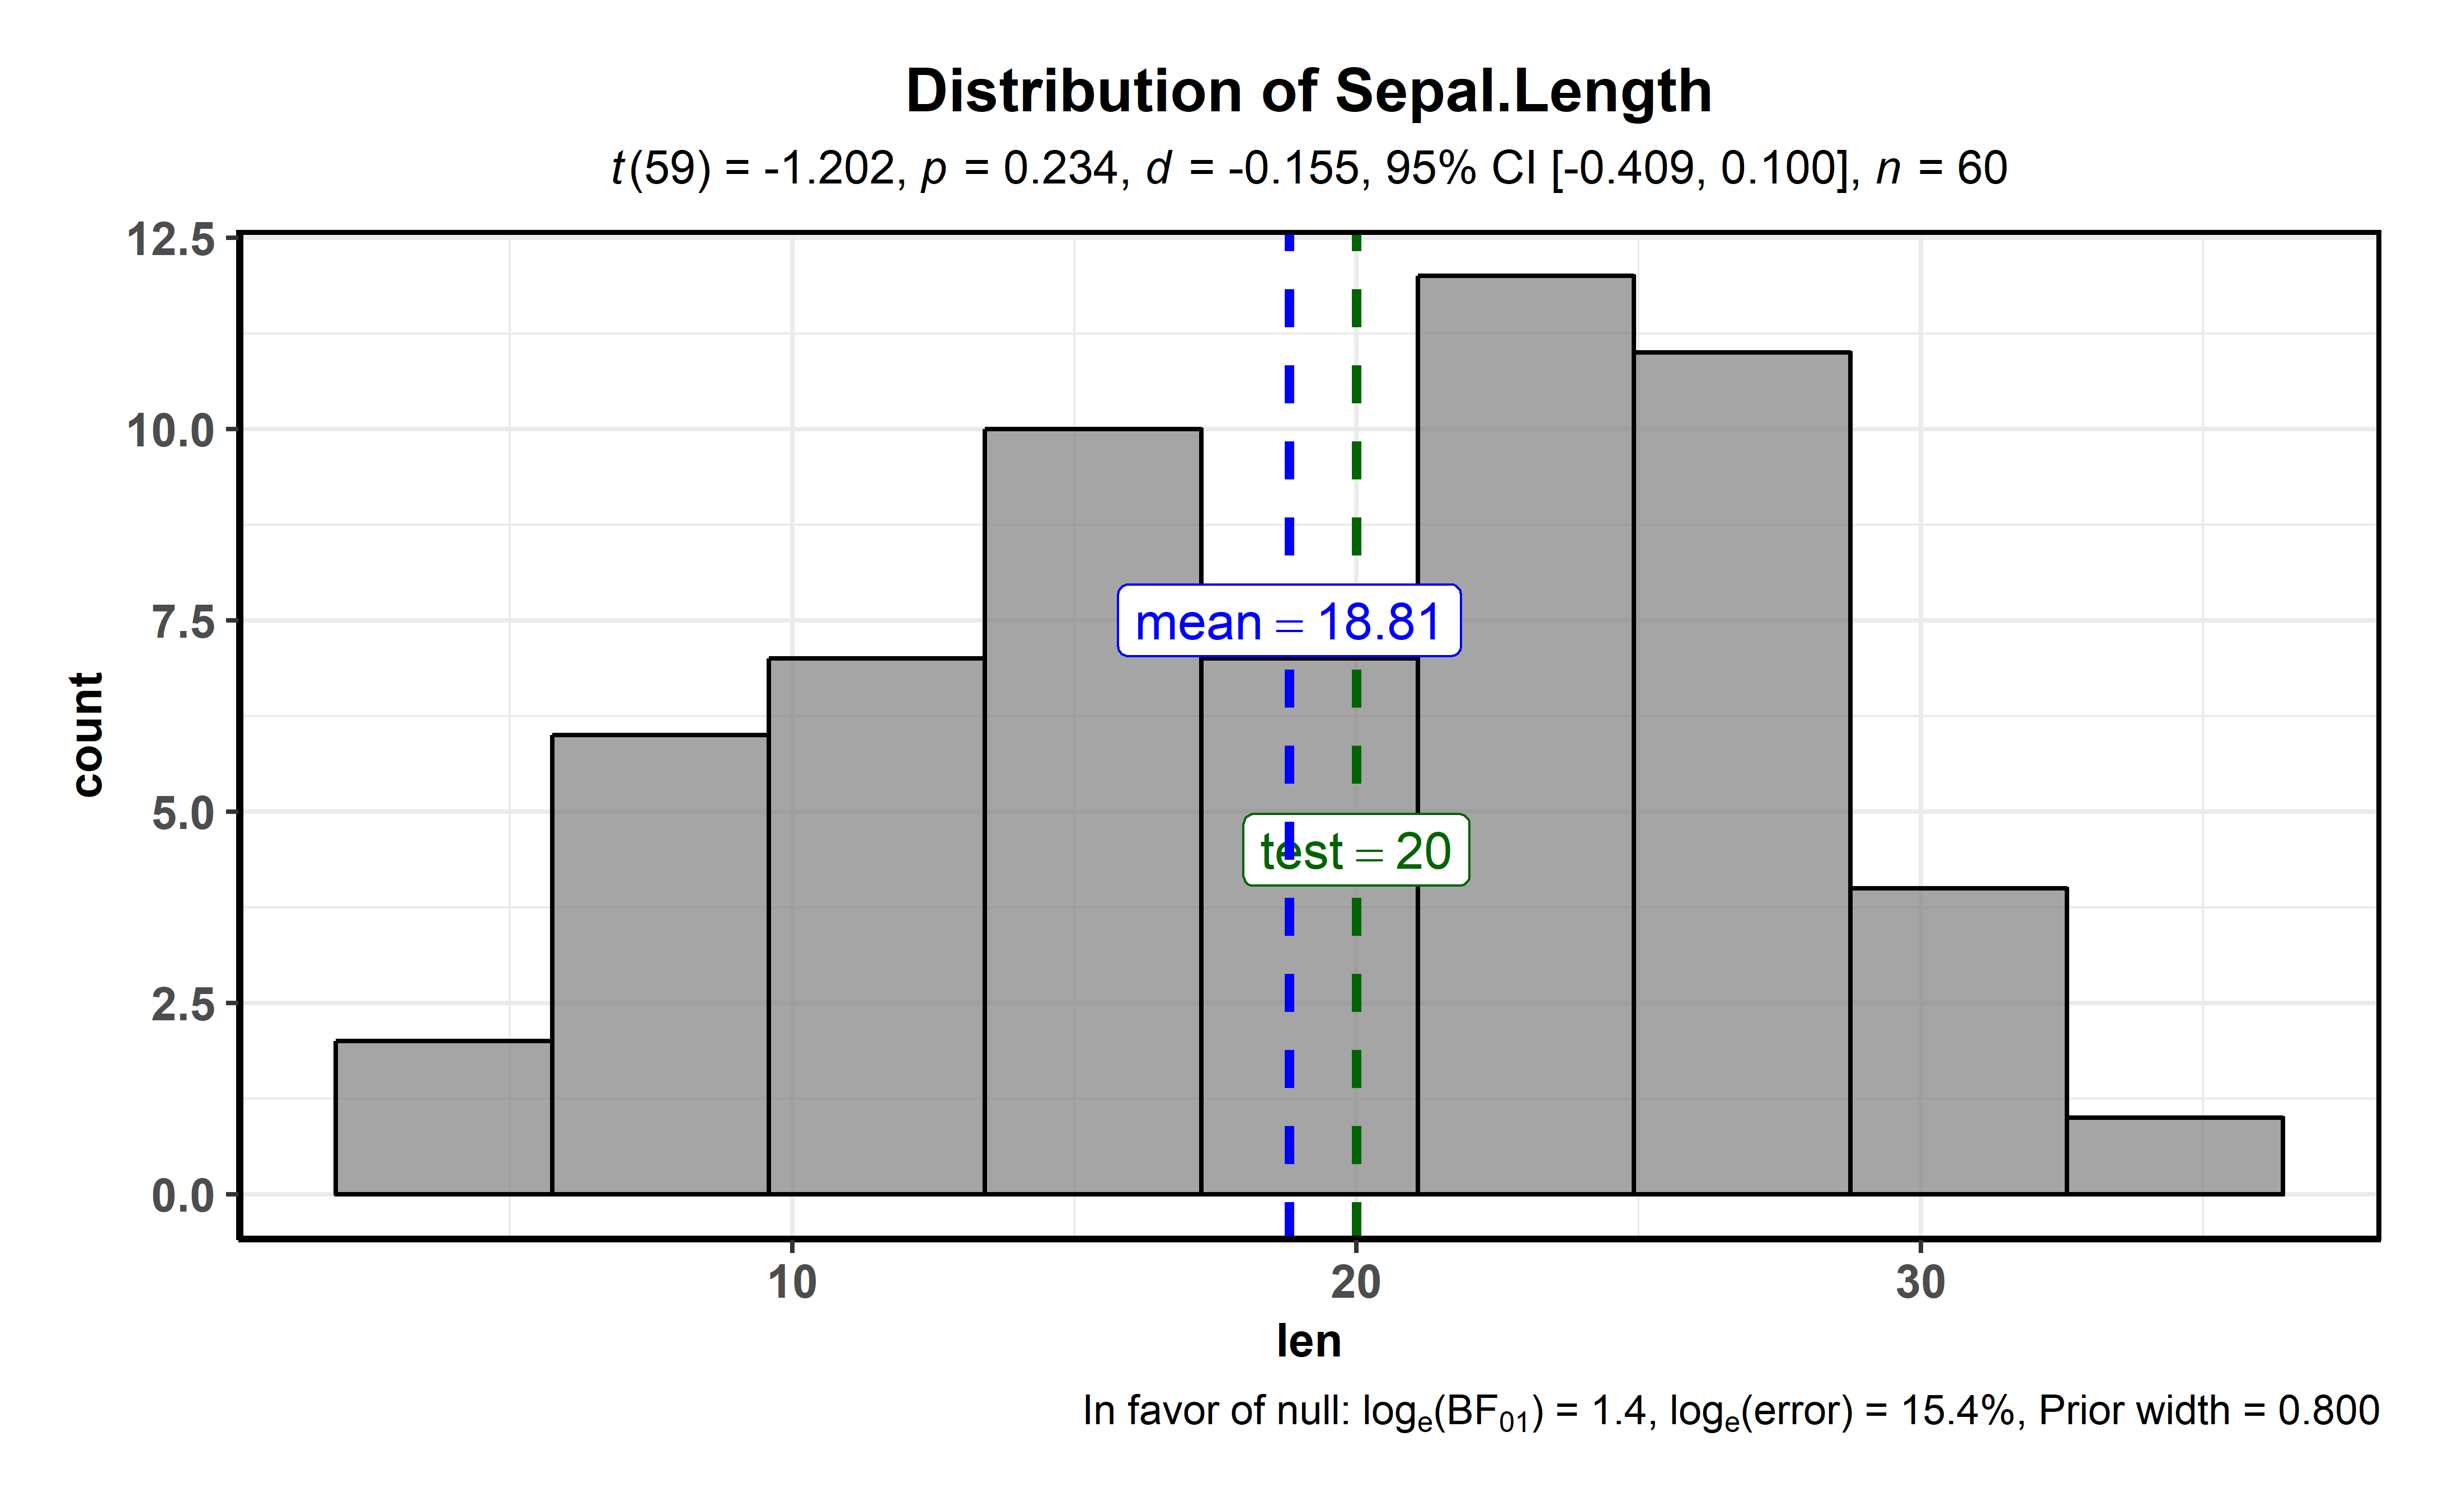 Distribution of Sepal.Length
t(59) = -1.202, p = 0.234, d = -0.155, 95% CI [-0.409, 0.100], n = 60
12.5
10.0
7.5
5.0
2.5
0.0
count
mean = 18.81
test = 20
10 20 30
len
In favor of null: logₑ(BF₀₁) = 1.4, logₑ(error) = 15.4%, Prior width = 0.800